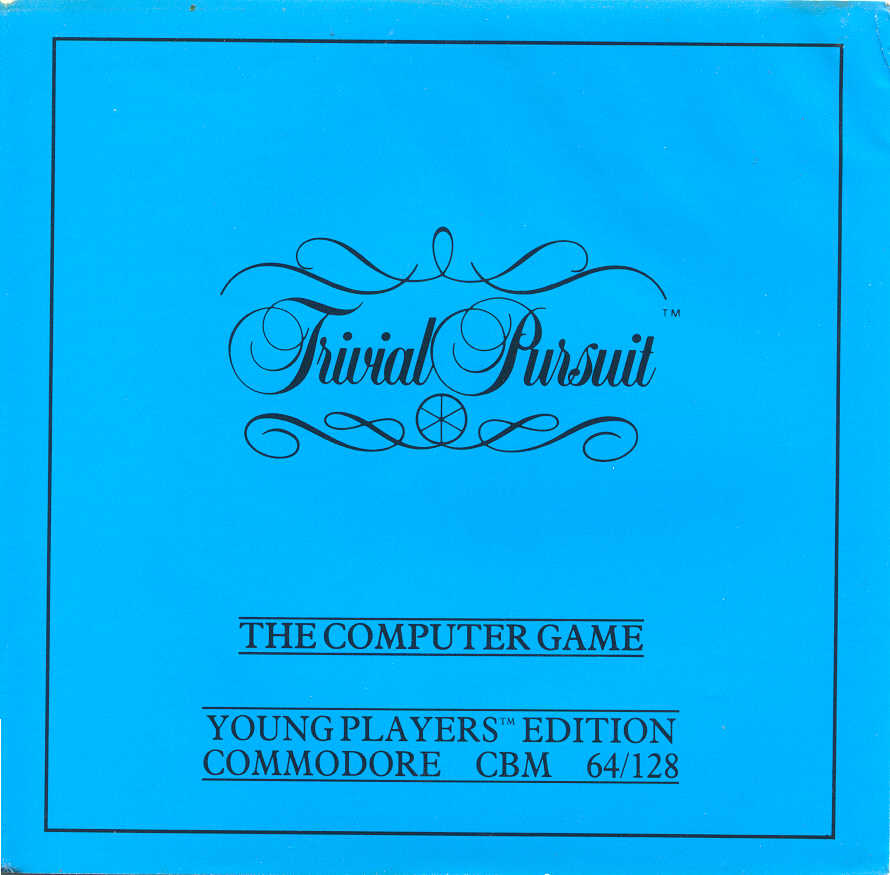 Trivial Pursuit™
THE COMPUTER GAME
YOUNG PLAYERS™ EDITION
COMMODORE CBM 64/128